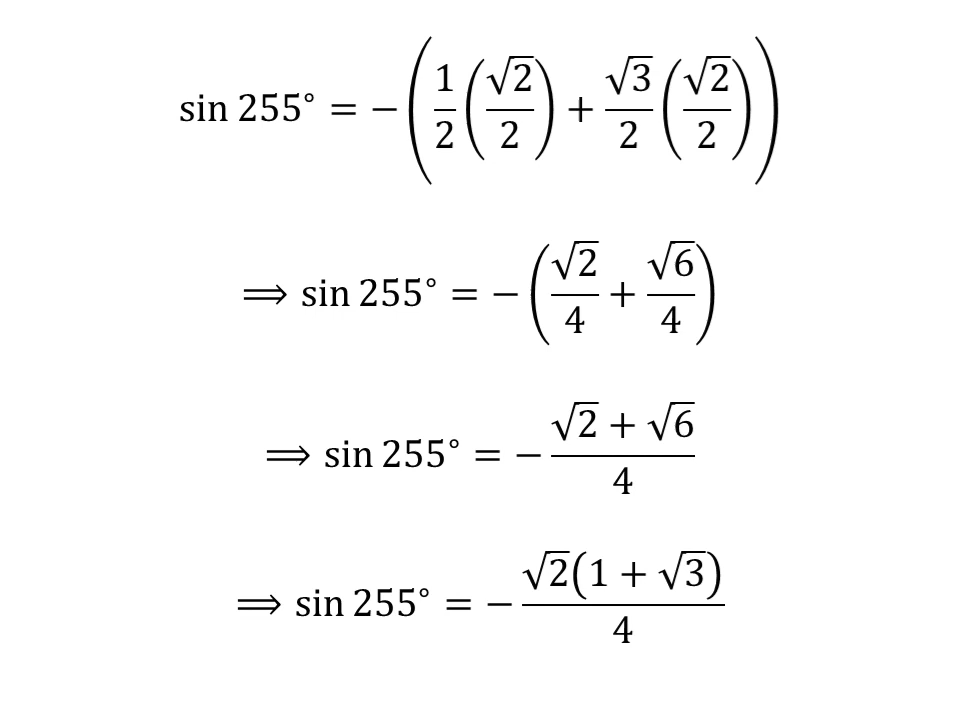 sin 255° = −(1/2(√2/2) + √3/2(√2/2))
⟹ sin 255° = −(√2/4 + √6/4)
⟹ sin 255° = −(√2 + √6)/4
⟹ sin 255° = −√2(1 + √3)/4